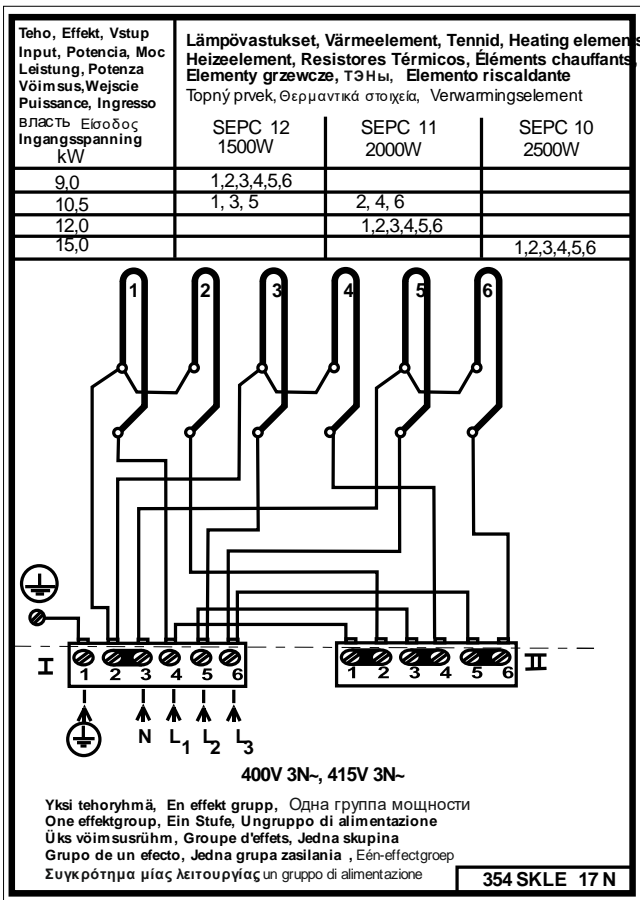 Teho, Effekt, Vstup
Input, Potencia, Moc
Leistung, Potenza
Võimsus,Wejscie
Puissance, Ingresso
власть Είσοδος
Ingangsspanning
kW
Lämpövastukset, Värmeelement, Tennid, Heating elements
Heizeelement, Resistores Térmicos, Éléments chauffants,
Elementy grzewcze, ТЭНы, Elemento riscaldante
Topný prvek, Θερμαντικά στοιχεία, Verwarmingselement
SEPC 12 SEPC 11 SEPC 10
1500W 2000W 2500W
9,0 1,2,3,4,5,6
10,5 1, 3, 5 2, 4, 6
12,0 1,2,3,4,5,6
15,0 1,2,3,4,5,6
1 2 3 4 5 6
I 1 2 3 4 5 6
1 2 3 4 5 6 II
N L1 L2 L3
400V 3N~, 415V 3N~
Yksi tehoryhmä, En effekt grupp, Одна группа мощности
One effektgroup, Ein Stufe, Ungruppo di alimentazione
Üks võimsusrühm, Groupe d'effets, Jedna skupina
Grupo de un efecto, Jedna grupa zasilania , Eén-effectgroep
Συγκρότημα μίας λειτουργίας un gruppo di alimentazione
354 SKLE 17 N